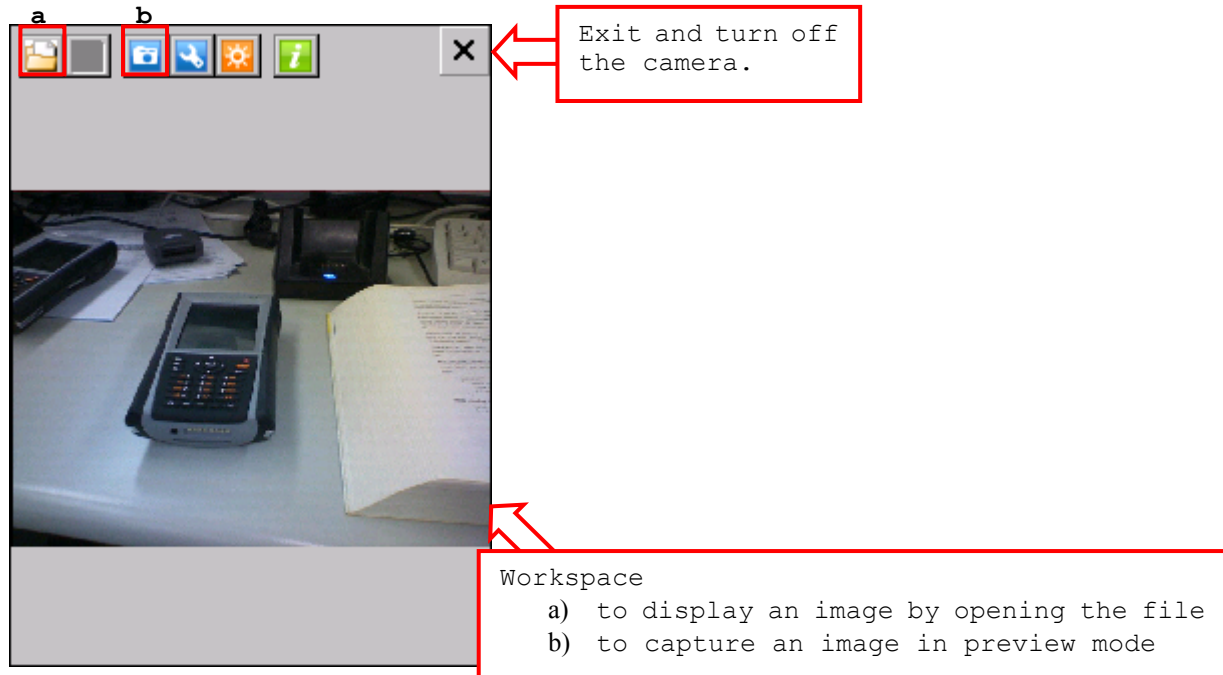 a b
Exit and turn off
the camera.
Workspace
a) to display an image by opening the file
b) to capture an image in preview mode